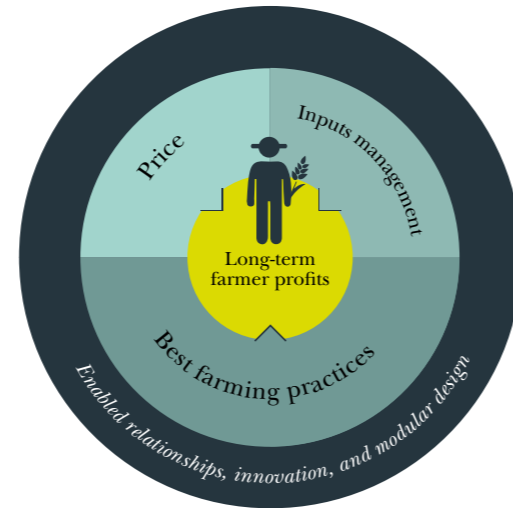 Price
Inputs management
Long-term
farmer profits
Best farming practices
Enabled relationships, innovation, and modular design